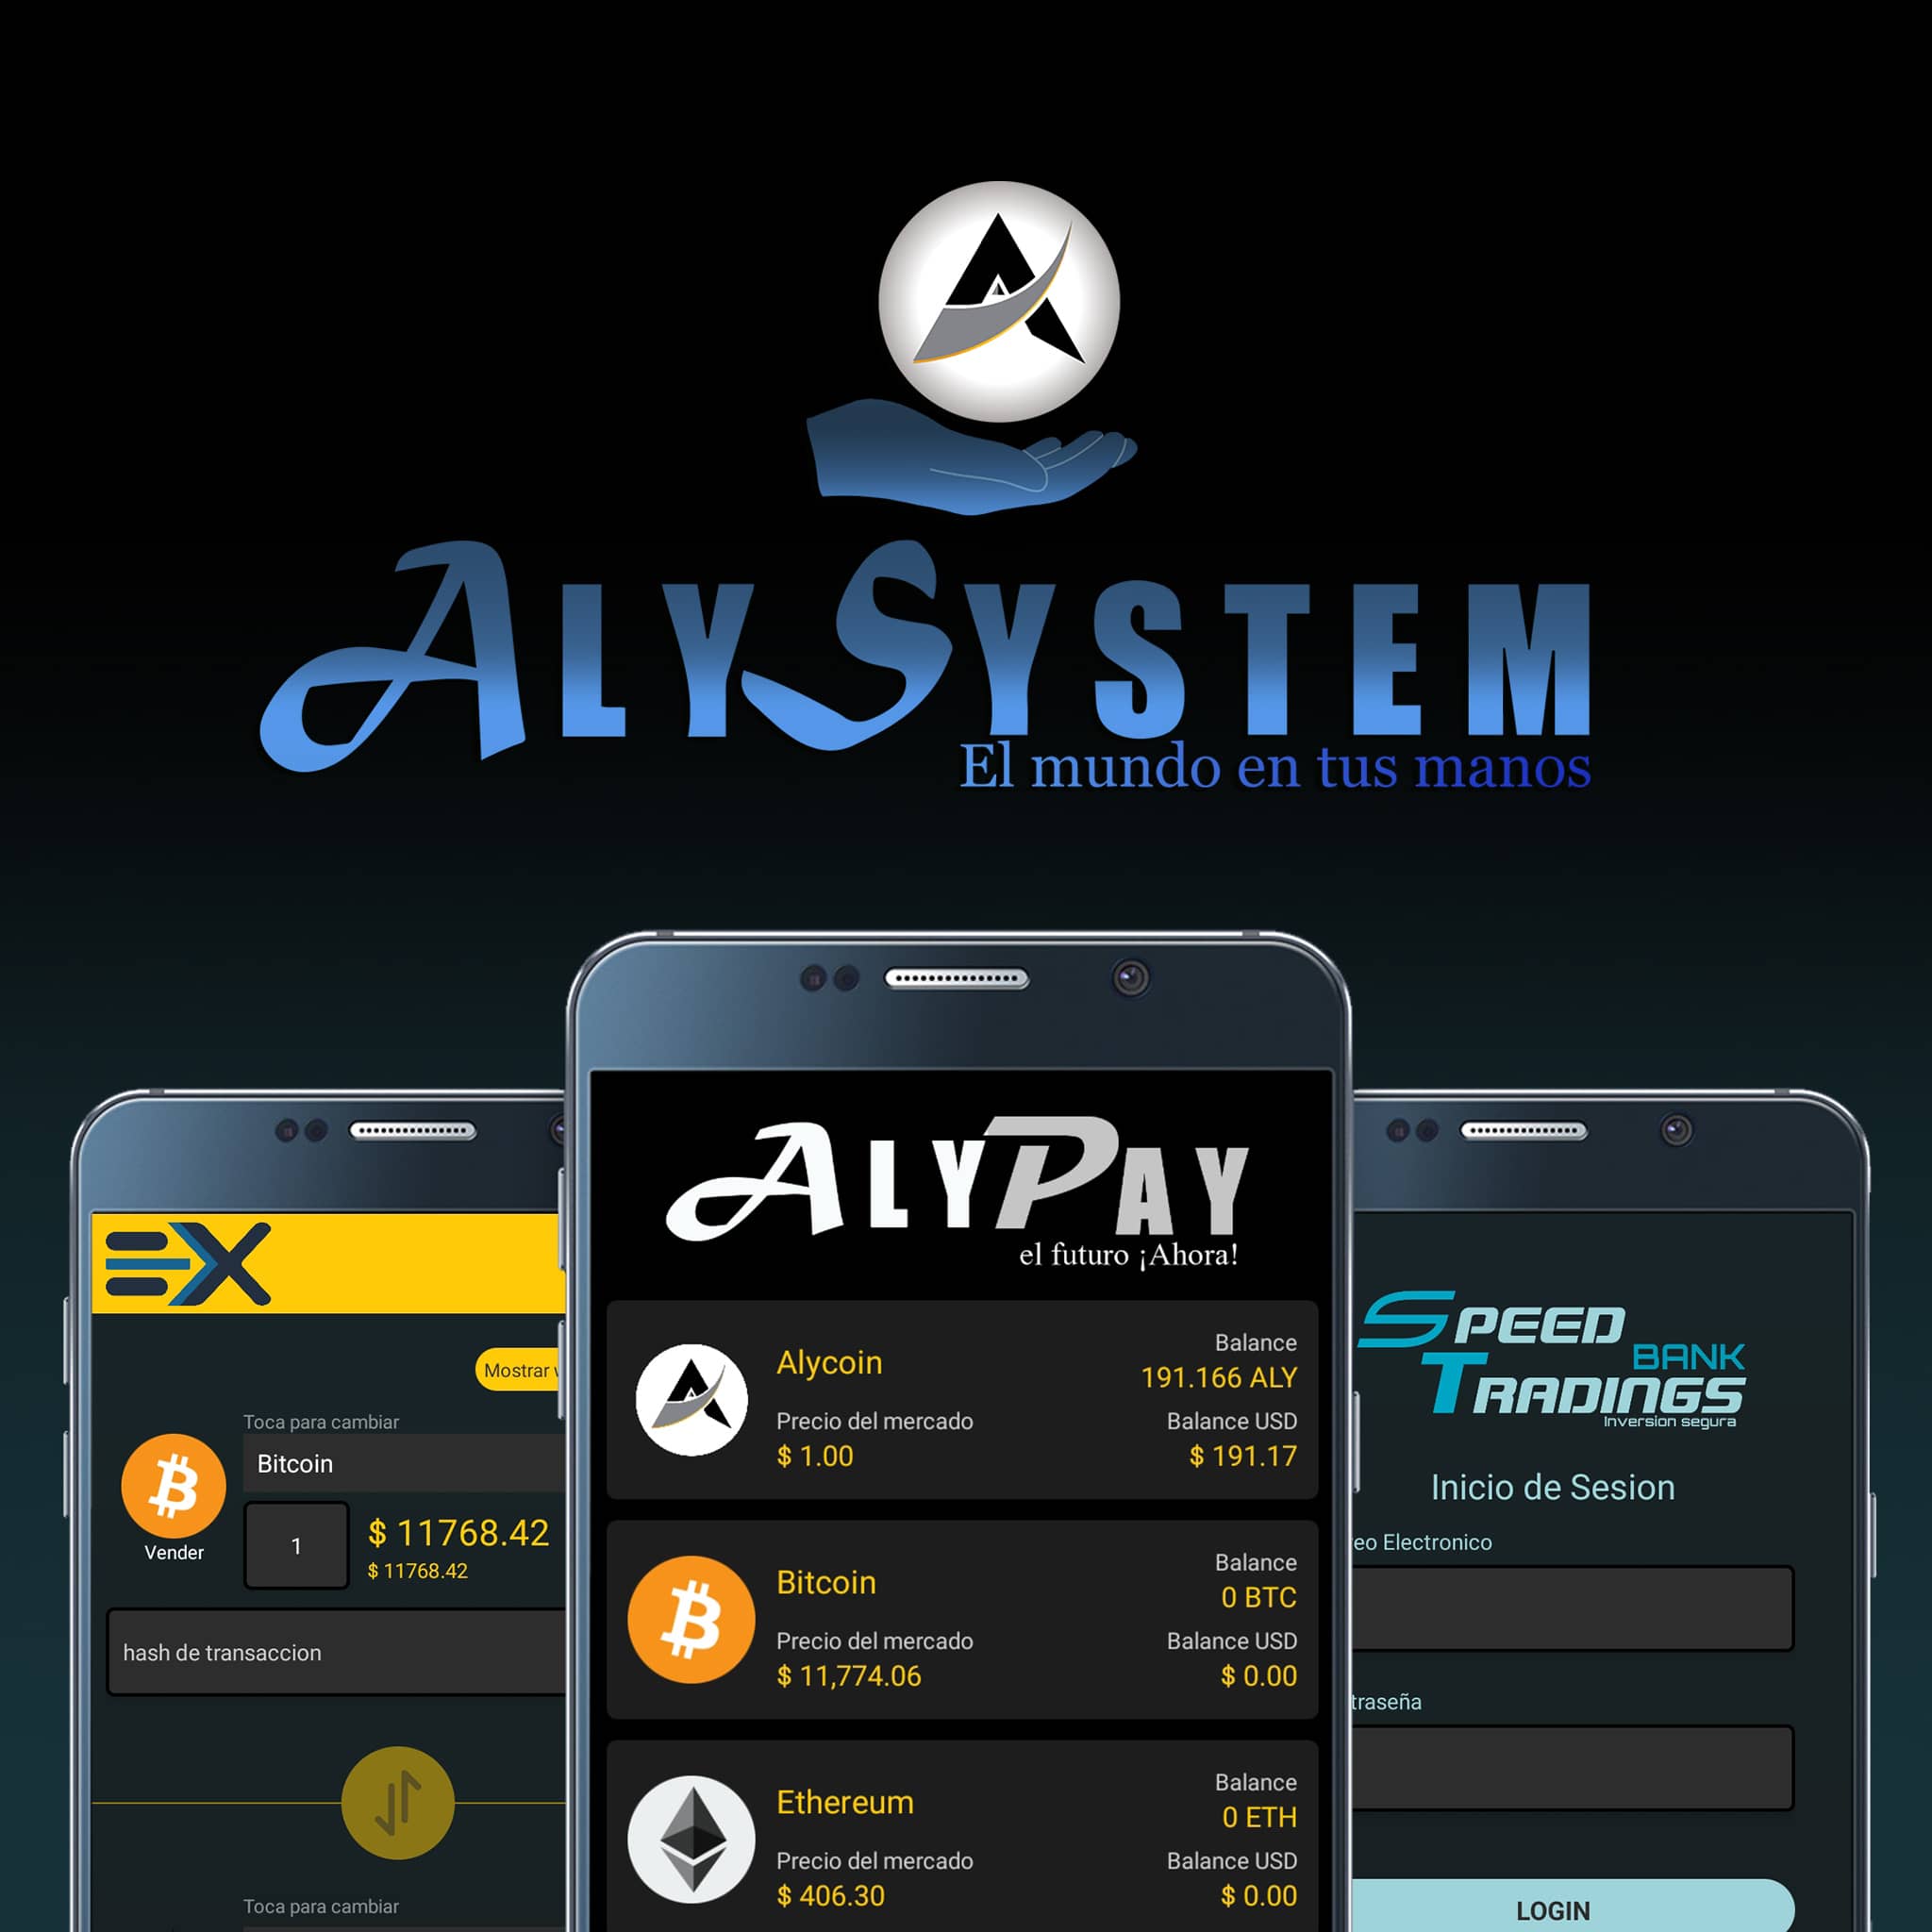 ALYSYSTEM
El mundo en tus manos
EX
Mostrar
Toca para cambiar
Bitcoin
Vender
1
$ 11768.42
$ 11768.42
hash de transaccion
Toca para cambiar
ALYPAY
el futuro ¡Ahora!
Alycoin
Balance
191.166 ALY
Precio del mercado
Balance USD
$ 1.00
$ 191.17
Bitcoin
Balance
0 BTC
Precio del mercado
Balance USD
$ 11,774.06
$ 0.00
Ethereum
Balance
0 ETH
Precio del mercado
Balance USD
$ 406.30
$ 0.00
SPEED
BANK
TRADINGS
Inversion segura
Inicio de Sesion
eo Electronico
traseña
LOGIN